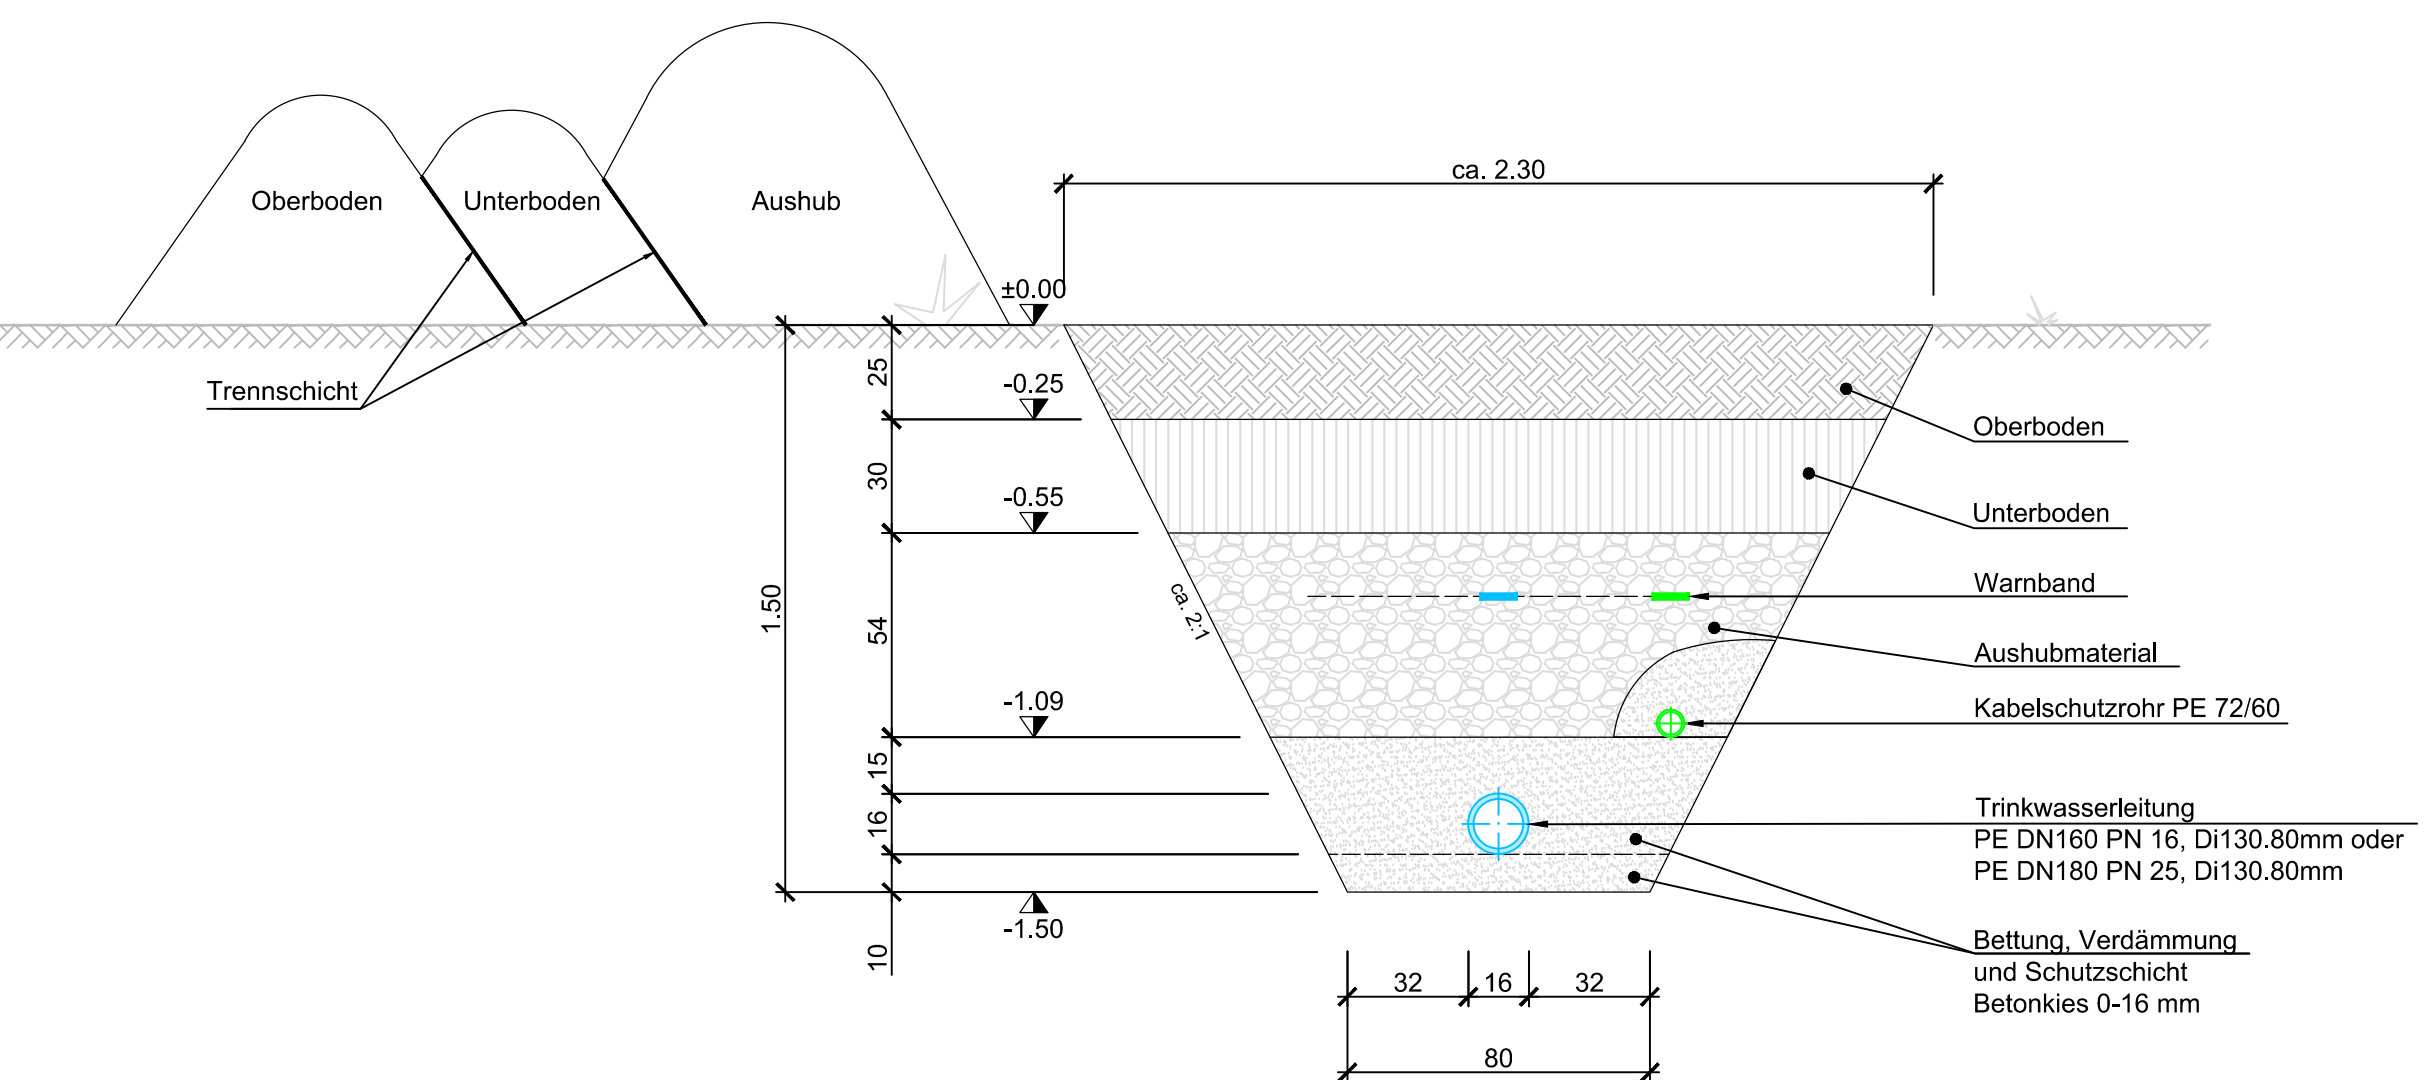 ca. 2.30
Oberboden
Unterboden
Aushub
±0.00
Trennschicht
25
-0.25
Oberboden
30
-0.55
Unterboden
1.50
54
ca. 2:1
Warnband
Aushubmaterial
-1.09
Kabelschutzrohr PE 72/60
15
16
Trinkwasserleitung
PE DN160 PN 16, Di130.80mm oder
PE DN180 PN 25, Di130.80mm
-1.50
10
Bettung, Verdämmung
und Schutzschicht
Betonkies 0-16 mm
32
16
32
80